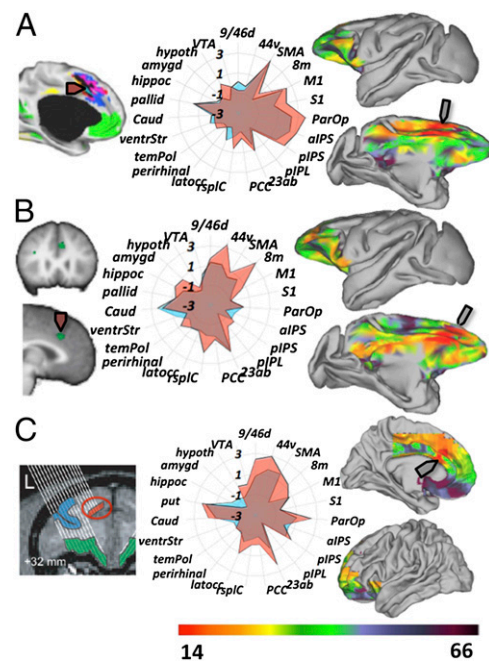 A
9/46d
44v
SMA
8m
M1
S1
ParOp
aIPS
pIPS
pIPL
23ab
PCC
rsplC
latocc
perirhinal
temPol
ventrStr
Caud
pallid
hippoc
amygd
hypoth
VTA
3
1
-1
-3
B
9/46d
44v
SMA
8m
M1
S1
ParOp
aIPS
pIPS
pIPL
23ab
PCC
rsplC
latocc
perirhinal
temPol
ventrStr
Caud
pallid
hippoc
amygd
hypoth
VTA
3
1
-1
-3
C
L
+32 mm
9/46d
44v
SMA
8m
M1
S1
ParOp
aIPS
pIPS
pIPL
23ab
PCC
rsplC
latocc
perirhinal
temPol
ventrStr
Caud
put
hippoc
amygd
hypoth
VTA
3
1
-1
-3
14 66